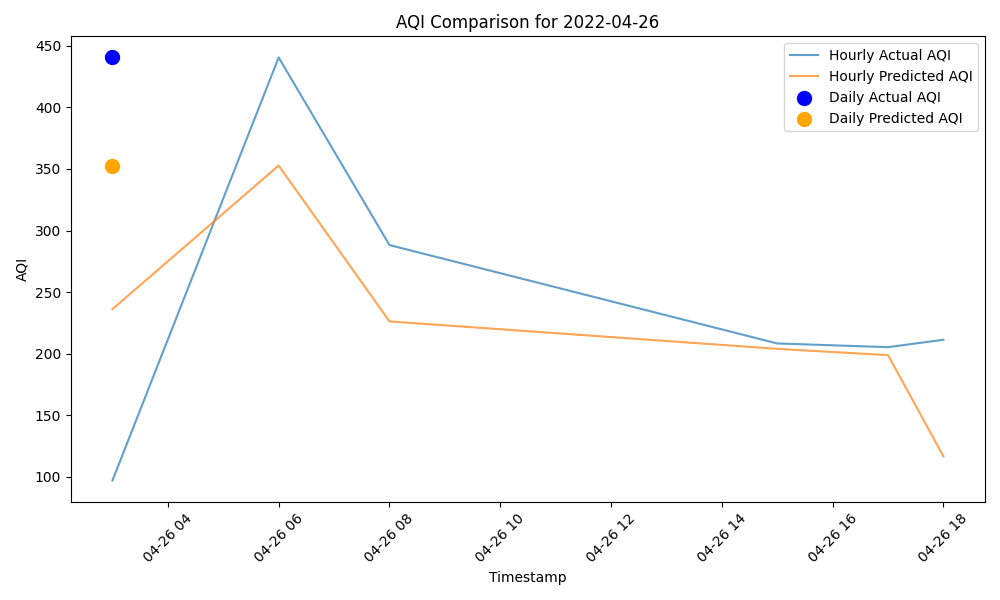 AQI Comparison for 2022-04-26
450
400
350
300
250
200
150
100
AQI
Hourly Actual AQI
Hourly Predicted AQI
Daily Actual AQI
Daily Predicted AQI
04-26 04
04-26 06
04-26 08
04-26 10
04-26 12
04-26 14
04-26 16
04-26 18
Timestamp